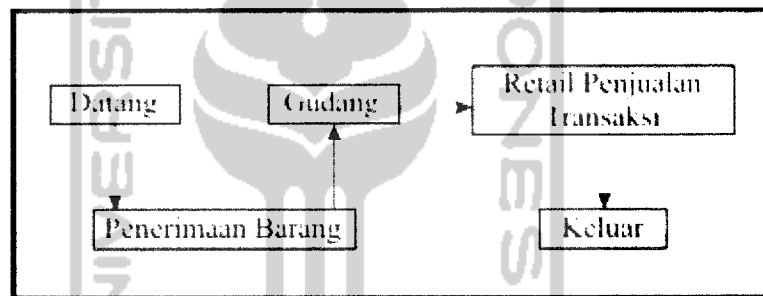 Datang
Gudang
Retail Penjualan
Transaksi
Penerimaan Barang
Keluar